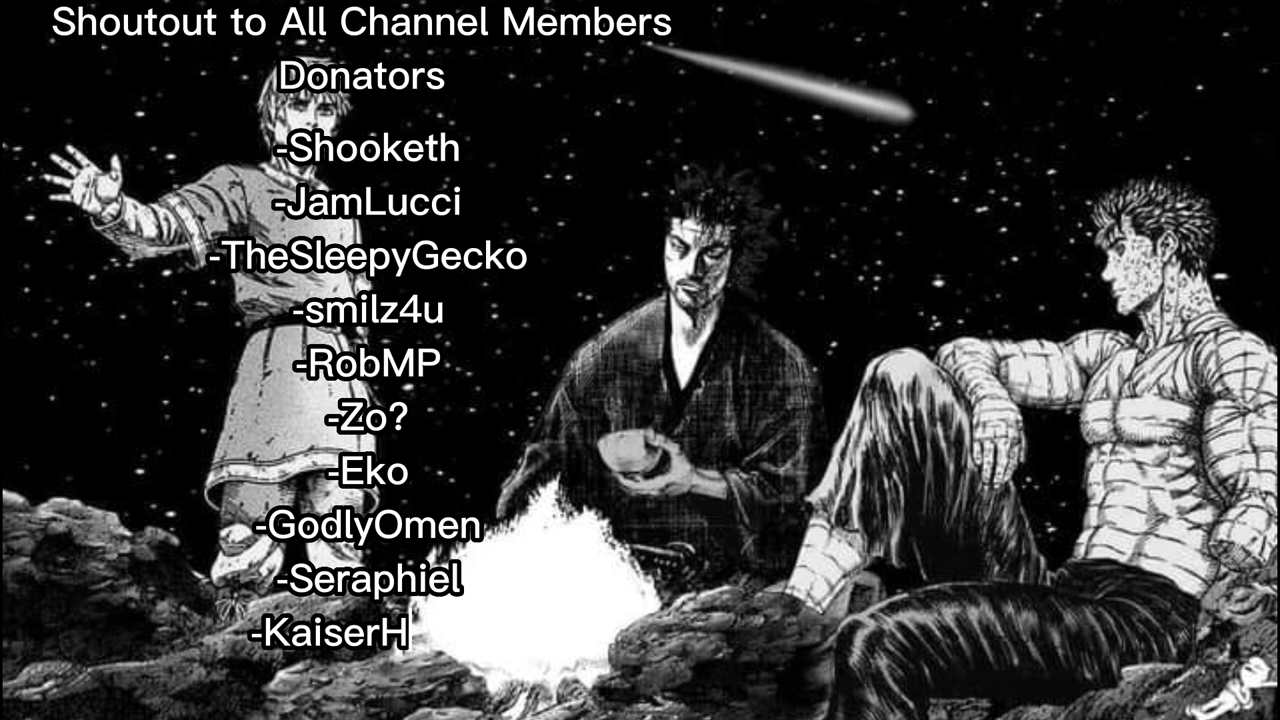 Shoutout to All Channel Members
Donators
-Shooketh
-JamLucci
-TheSleepyGecko
-smilz4u
-RobMP
-Zo?
-Eko
-GodlyOmen
-Seraphiel
-KaiserH